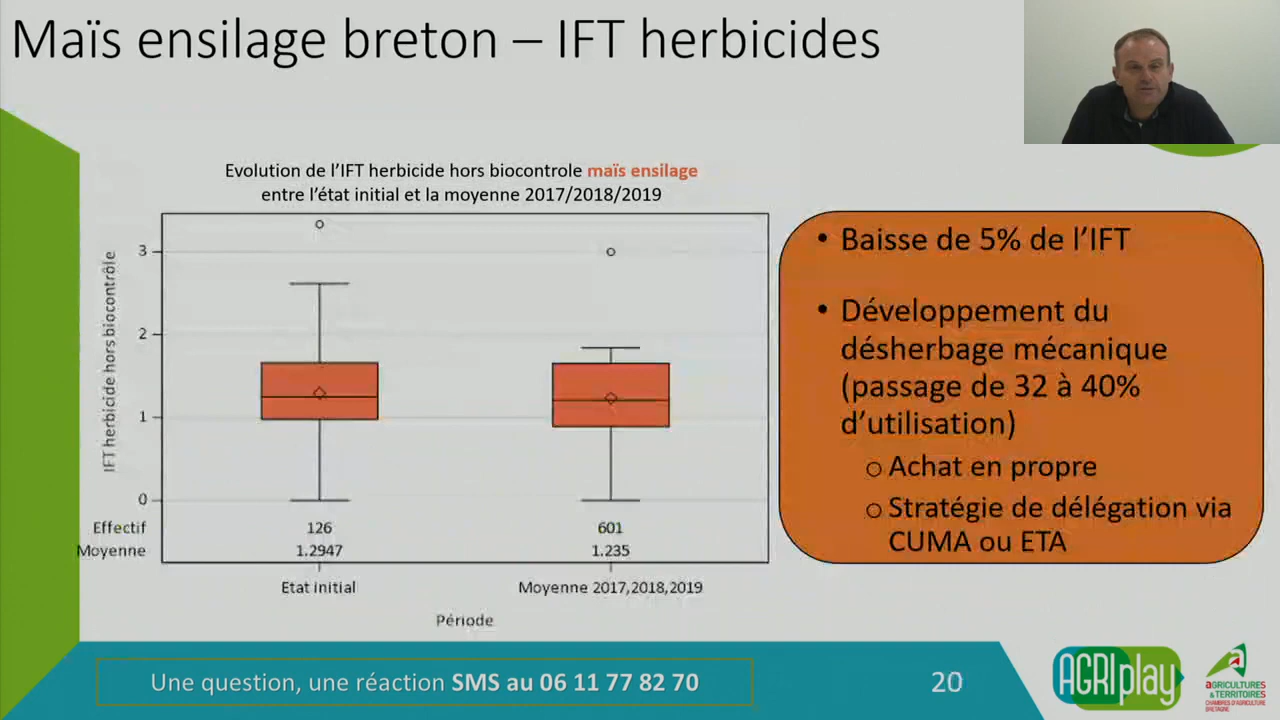 Maïs ensilage breton – IFT herbicides
Evolution de l'IFT herbicide hors biocontrole maïs ensilage
entre l'état initial et la moyenne 2017/2018/2019
IFT herbicide hors biocontrôle
3
2
1
0
Effectif 126 601
Moyenne 1.2947 1.235
Etat initial Moyenne 2017,2018,2019
Période
• Baisse de 5% de l'IFT
• Développement du
désherbage mécanique
(passage de 32 à 40%
d'utilisation)
o Achat en propre
o Stratégie de délégation via
CUMA ou ETA
Une question, une réaction SMS au 06 11 77 82 70
20
AGRIplay
AGRICULTURES
& TERRITOIRES
CHAMBRES D'AGRICULTURE
BRETAGNE